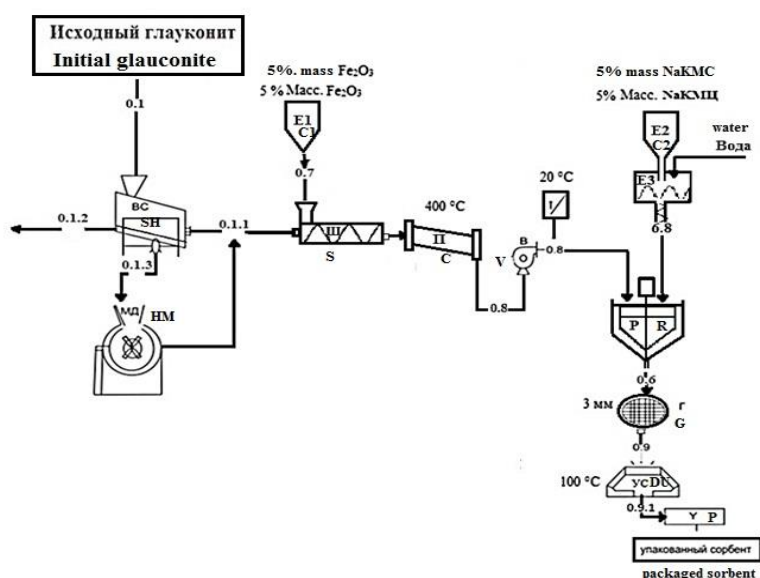 Исходный глауконит
Initial glauconite
5%. mass Fe₂O₃
5 % Масс. Fe₂O₃
5% mass NaКМС
5% Масс. NaКМЦ
water
Вода
0.1
E1
C1
E2
C2
E3
20 °C
0.7
t
400 °C
6.8
ВС
SH
0.1.2
0.1.1
Ш
S
П
C
В
V
0.8
0.8
0.1.3
МД
HM
P
R
0.6
3 мм
Г
G
0.9
100 °C
УС DU
0.9.1
У P
упакованный сорбент
packaged sorbent